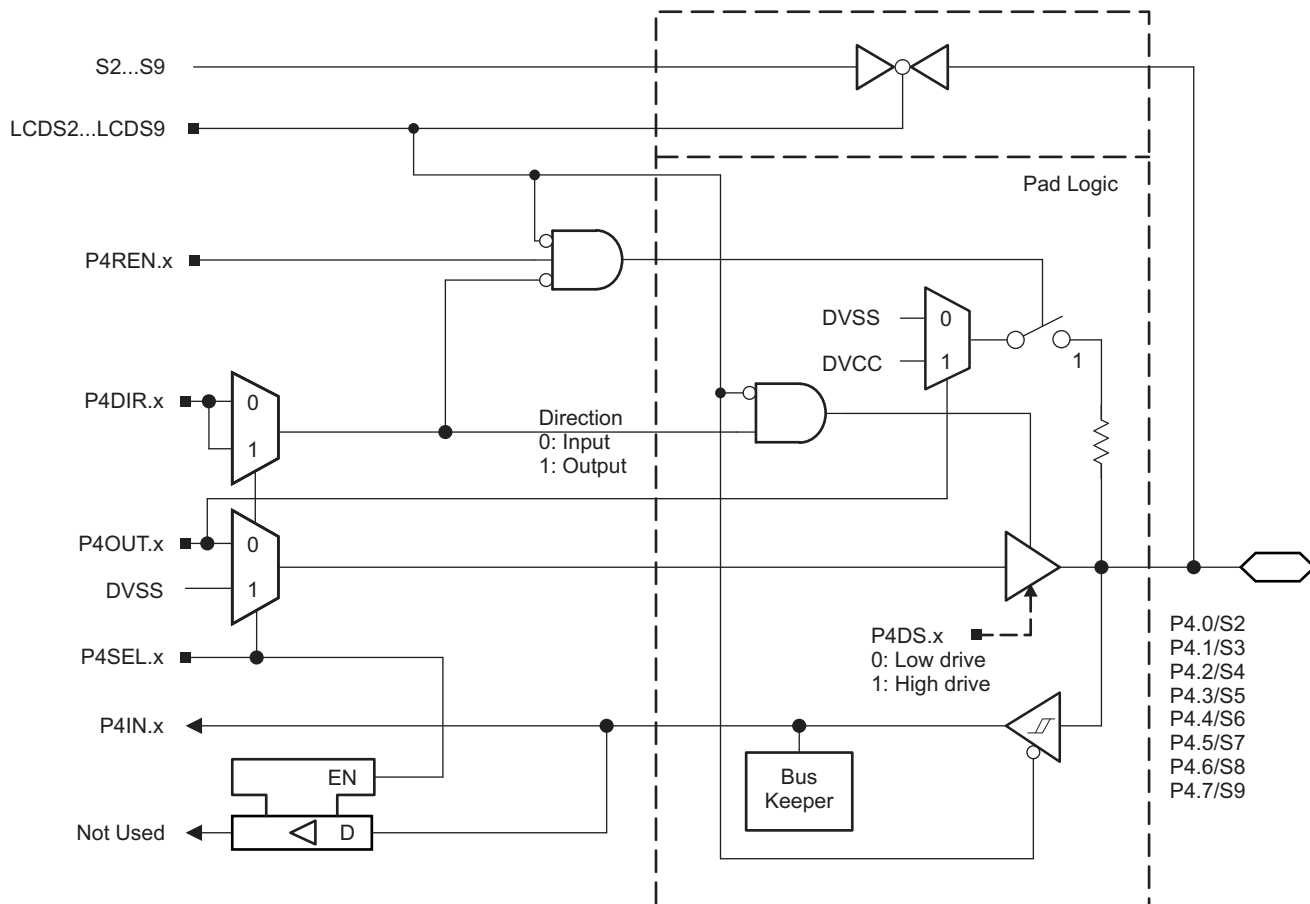 S2...S9
LCDS2...LCDS9
Pad Logic
P4REN.x
DVSS
0
DVCC
1
1
P4DIR.x
0
1
Direction
0: Input
1: Output
P4OUT.x
0
DVSS
1
P4DS.x
0: Low drive
1: High drive
P4SEL.x
P4IN.x
EN
D
Not Used
Bus
Keeper
P4.0/S2
P4.1/S3
P4.2/S4
P4.3/S5
P4.4/S6
P4.5/S7
P4.6/S8
P4.7/S9